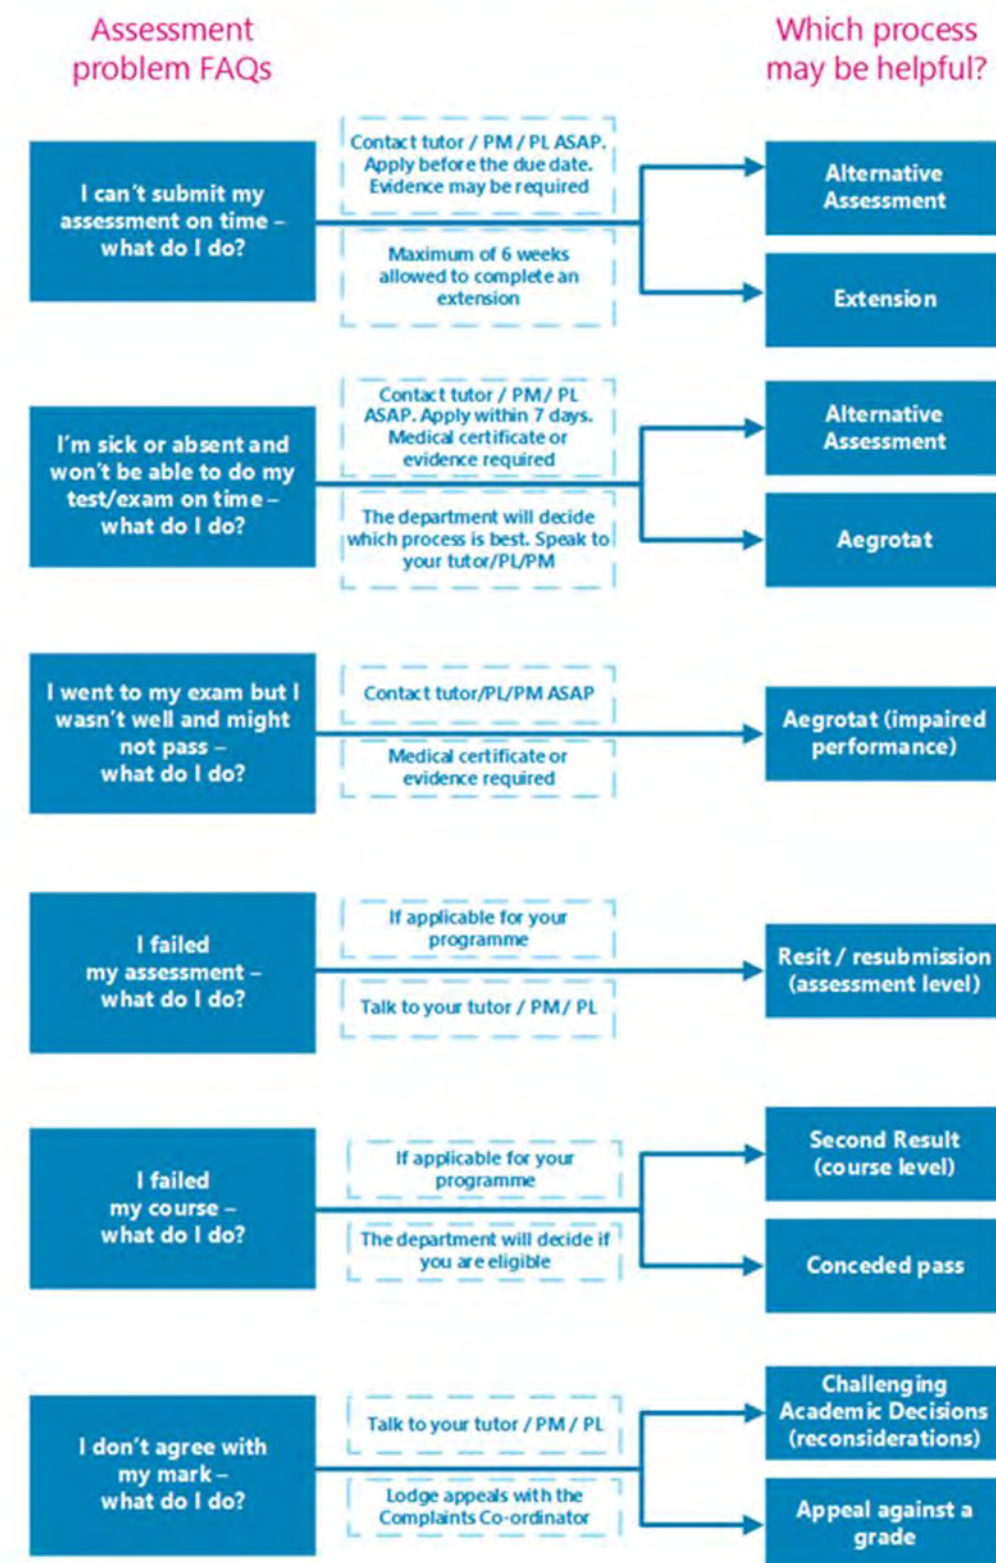 Assessment
problem FAQs
Which process
may be helpful?
I can't submit my
assessment on time –
what do I do?
Contact tutor / PM / PL ASAP.
Apply before the due date.
Evidence may be required
Maximum of 6 weeks
allowed to complete an
extension
Alternative
Assessment
Extension
I'm sick or absent and
won't be able to do my
test/exam on time –
what do I do?
Contact tutor / PM/ PL
ASAP. Apply within 7 days.
Medical certificate or
evidence required
The department will decide
which process is best. Speak to
your tutor/PL/PM
Alternative
Assessment
Aegrotat
I went to my exam but I
wasn't well and might
not pass –
what do I do?
Contact tutor/PL/PM ASAP
Medical certificate or
evidence required
Aegrotat (impaired
performance)
I failed
my assessment –
what do I do?
If applicable for your
programme
Talk to your tutor / PM/ PL
Resit / resubmission
(assessment level)
I failed
my course –
what do I do?
If applicable for your
programme
The department will decide if
you are eligible
Second Result
(course level)
Conceded pass
I don't agree with
my mark –
what do I do?
Talk to your tutor / PM / PL
Lodge appeals with the
Complaints Co-ordinator
Challenging
Academic Decisions
(reconsiderations)
Appeal against a
grade